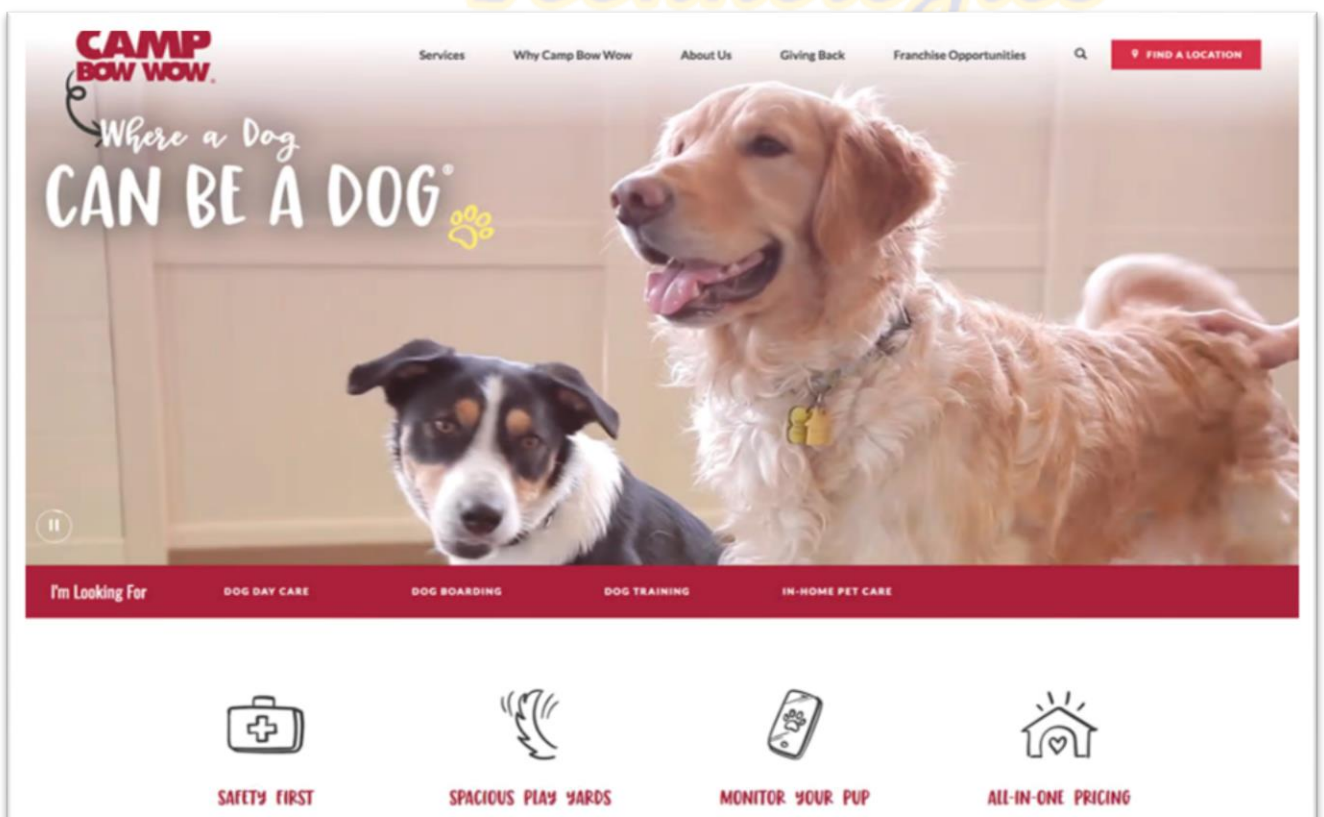 CAMP
BOW WOW
Services Why Camp Bow Wow About Us Giving Back Franchise Opportunities FIND A LOCATION
Where a Dog
CAN BE A DOG®
I'm Looking For DOG DAY CARE DOG BOARDING DOG TRAINING IN-HOME PET CARE
SAFETY FIRST SPACIOUS PLAY YARDS MONITOR YOUR PUP ALL-IN-ONE PRICING